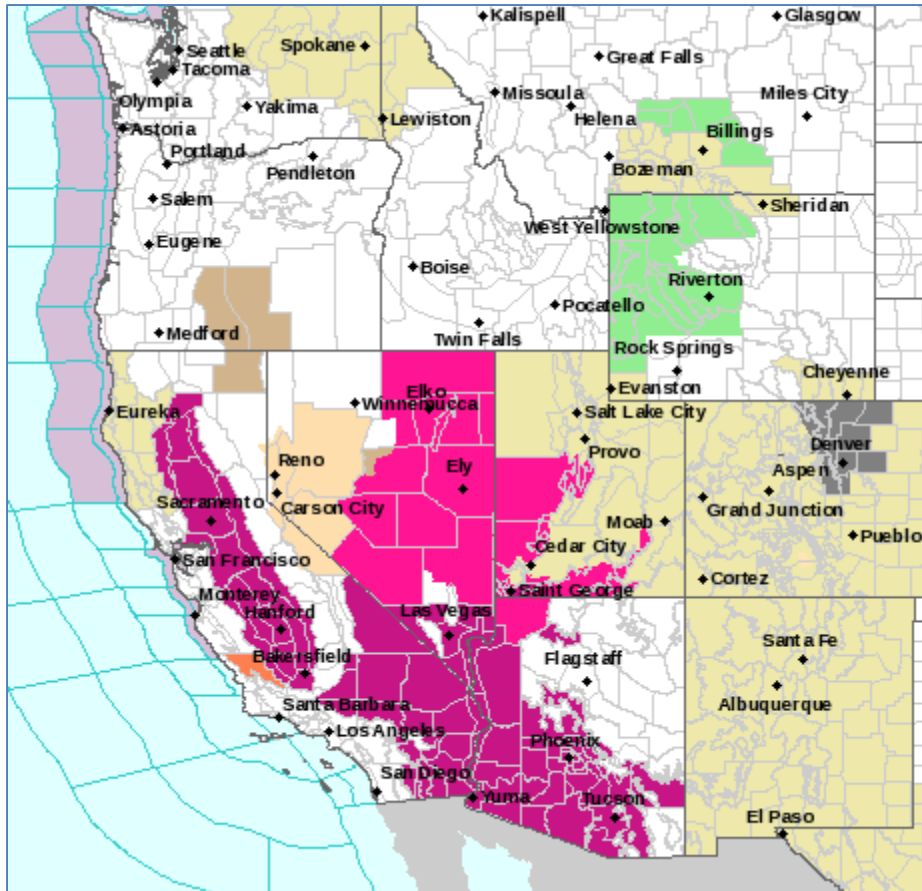 Kalispell
Glasgow
Seattle
Spokane
Great Falls
Tacoma
Missoula
Miles City
Olympia
Yakima
Lewiston
Helena
Astoria
Billings
Portland
Pendleton
Bozeman
Salem
Sheridan
West Yellowstone
Eugene
Boise
Riverton
Pocatello
Medford
Twin Falls
Rock Springs
Cheyenne
Elko
Evanston
Winnemucca
Eureka
Salt Lake City
Provo
Denver
Reno
Ely
Aspen
Sacramento
Carson City
Grand Junction
Moab
Pueblo
San Francisco
Cedar City
Cortez
Monterey
Saint George
Hanford
Las Vegas
Santa Fe
Bakersfield
Flagstaff
Albuquerque
Santa Barbara
Los Angeles
Phoenix
San Diego
Yuma
Tucson
El Paso